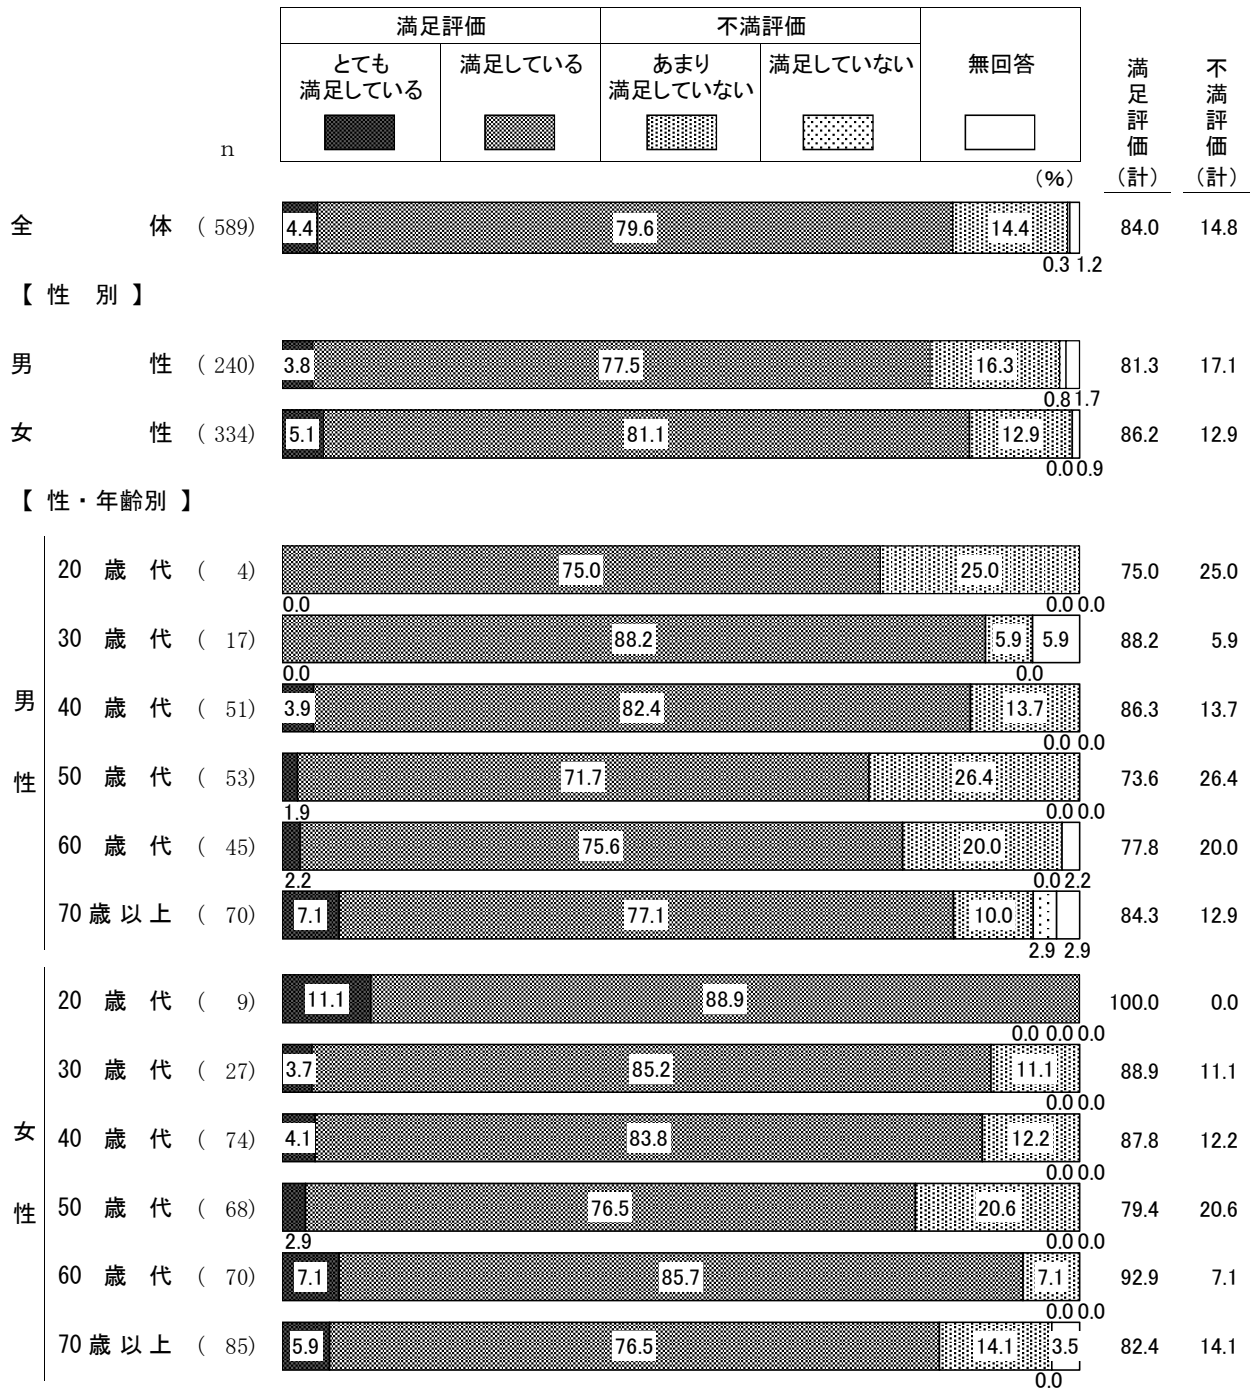 満足評価 不満評価
とても満足している 満足している あまり満足していない 満足していない 無回答 満足評価(計) 不満評価(計)
n
(%)
全体 ( 589) 4.4 79.6 14.4 84.0 14.8
0.3 1.2
【 性 別 】
男性 ( 240) 3.8 77.5 16.3 81.3 17.1
0.8 1.7
女性 ( 334) 5.1 81.1 12.9 86.2 12.9
0.0 0.9
【 性・年齢別 】
男性
20 歳代 ( 4) 75.0 25.0 75.0 25.0
0.0 0.0 0.0
30 歳代 ( 17) 88.2 5.9 5.9 88.2 5.9
0.0 0.0
40 歳代 ( 51) 3.9 82.4 13.7 86.3 13.7
0.0 0.0
50 歳代 ( 53) 71.7 26.4 73.6 26.4
1.9 0.0 0.0
60 歳代 ( 45) 75.6 20.0 77.8 20.0
2.2 0.0 2.2
70歳以上 ( 70) 7.1 77.1 10.0 84.3 12.9
2.9 2.9
女性
20 歳代 ( 9) 11.1 88.9 100.0 0.0
0.0 0.0 0.0
30 歳代 ( 27) 3.7 85.2 11.1 88.9 11.1
0.0 0.0
40 歳代 ( 74) 4.1 83.8 12.2 87.8 12.2
0.0 0.0
50 歳代 ( 68) 76.5 20.6 79.4 20.6
2.9 0.0 0.0
60 歳代 ( 70) 7.1 85.7 7.1 92.9 7.1
0.0 0.0
70歳以上 ( 85) 5.9 76.5 14.1 3.5 82.4 14.1
0.0